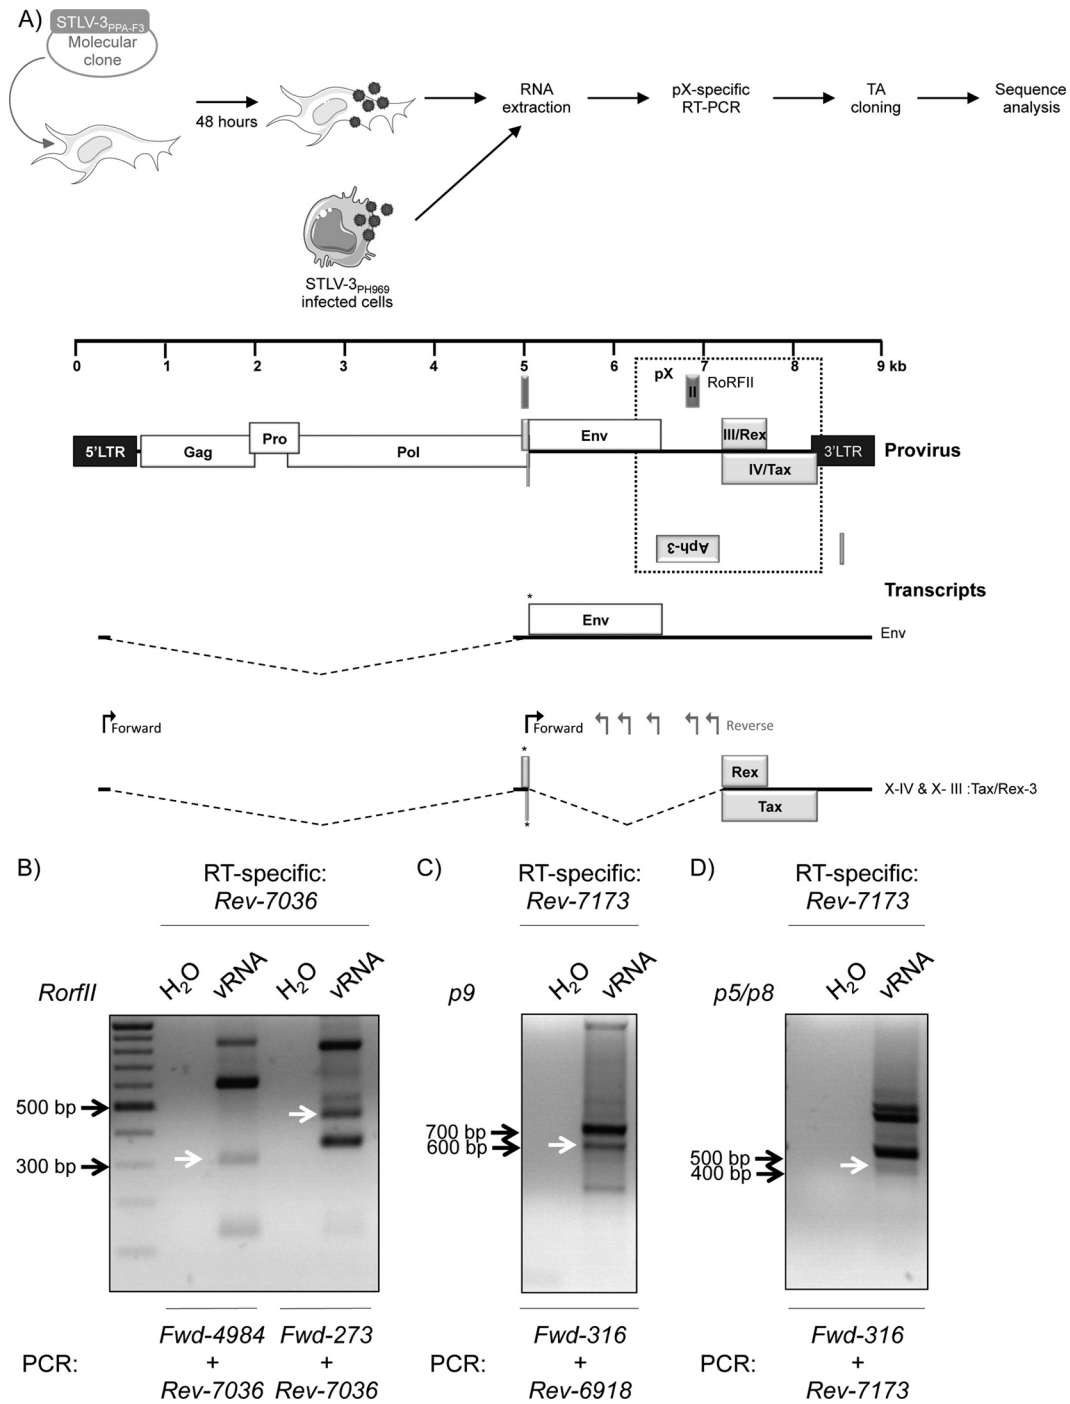 A)
STLV-3PPA-F3
Molecular
clone
48 hours
RNA
extraction
pX-specific
RT-PCR
TA
cloning
Sequence
analysis
STLV-3PH969
infected cells
0 1 2 3 4 5 6 7 8 9 kb
pX
II
RoRFII
5'LTR
Gag
Pro
Pol
Env
III/Rex
IV/Tax
3'LTR
Provirus
Aph-3
Transcripts
*
Env
Env
Forward
Forward
Reverse
*
Rex
Tax
*
X-IV & X- III :Tax/Rex-3
B)
RT-specific:
Rev-7036
H2O
vRNA
H2O
vRNA
RorfII
500 bp
300 bp
PCR:
Fwd-4984
+
Rev-7036
Fwd-273
+
Rev-7036
C)
RT-specific:
Rev-7173
H2O
vRNA
p9
700 bp
600 bp
PCR:
Fwd-316
+
Rev-6918
D)
RT-specific:
Rev-7173
H2O
vRNA
p5/p8
500 bp
400 bp
PCR:
Fwd-316
+
Rev-7173